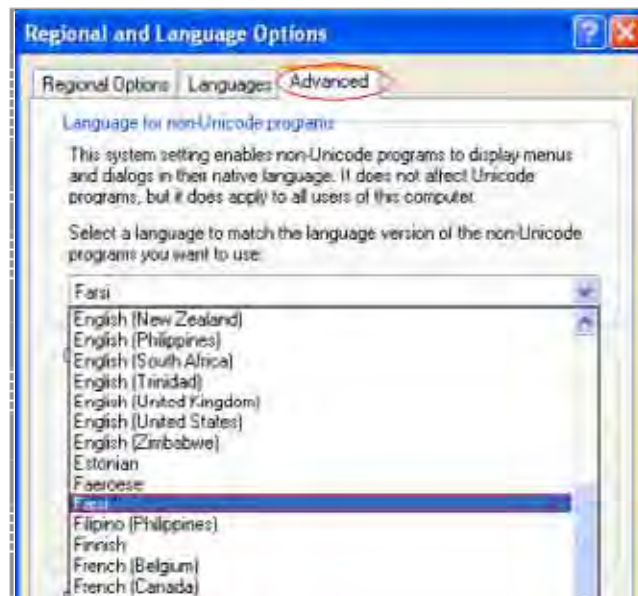 Regional and Language Options
Regional Options
Languages
Advanced
Language for non-Unicode programs
This system setting enables non-Unicode programs to display menus
and dialogs in their native language. It does not affect Unicode
programs, but it does apply to all users of this computer.
Select a language to match the language version of the non-Unicode
programs you want to use:
Farsi
English (New Zealand)
English (Philippines)
English (South Africa)
English (Trinidad)
English (United Kingdom)
English (United States)
English (Zimbabwe)
Estonian
Faeroese
Farsi
Filipino (Philippines)
Finnish
French (Belgium)
French (Canada)